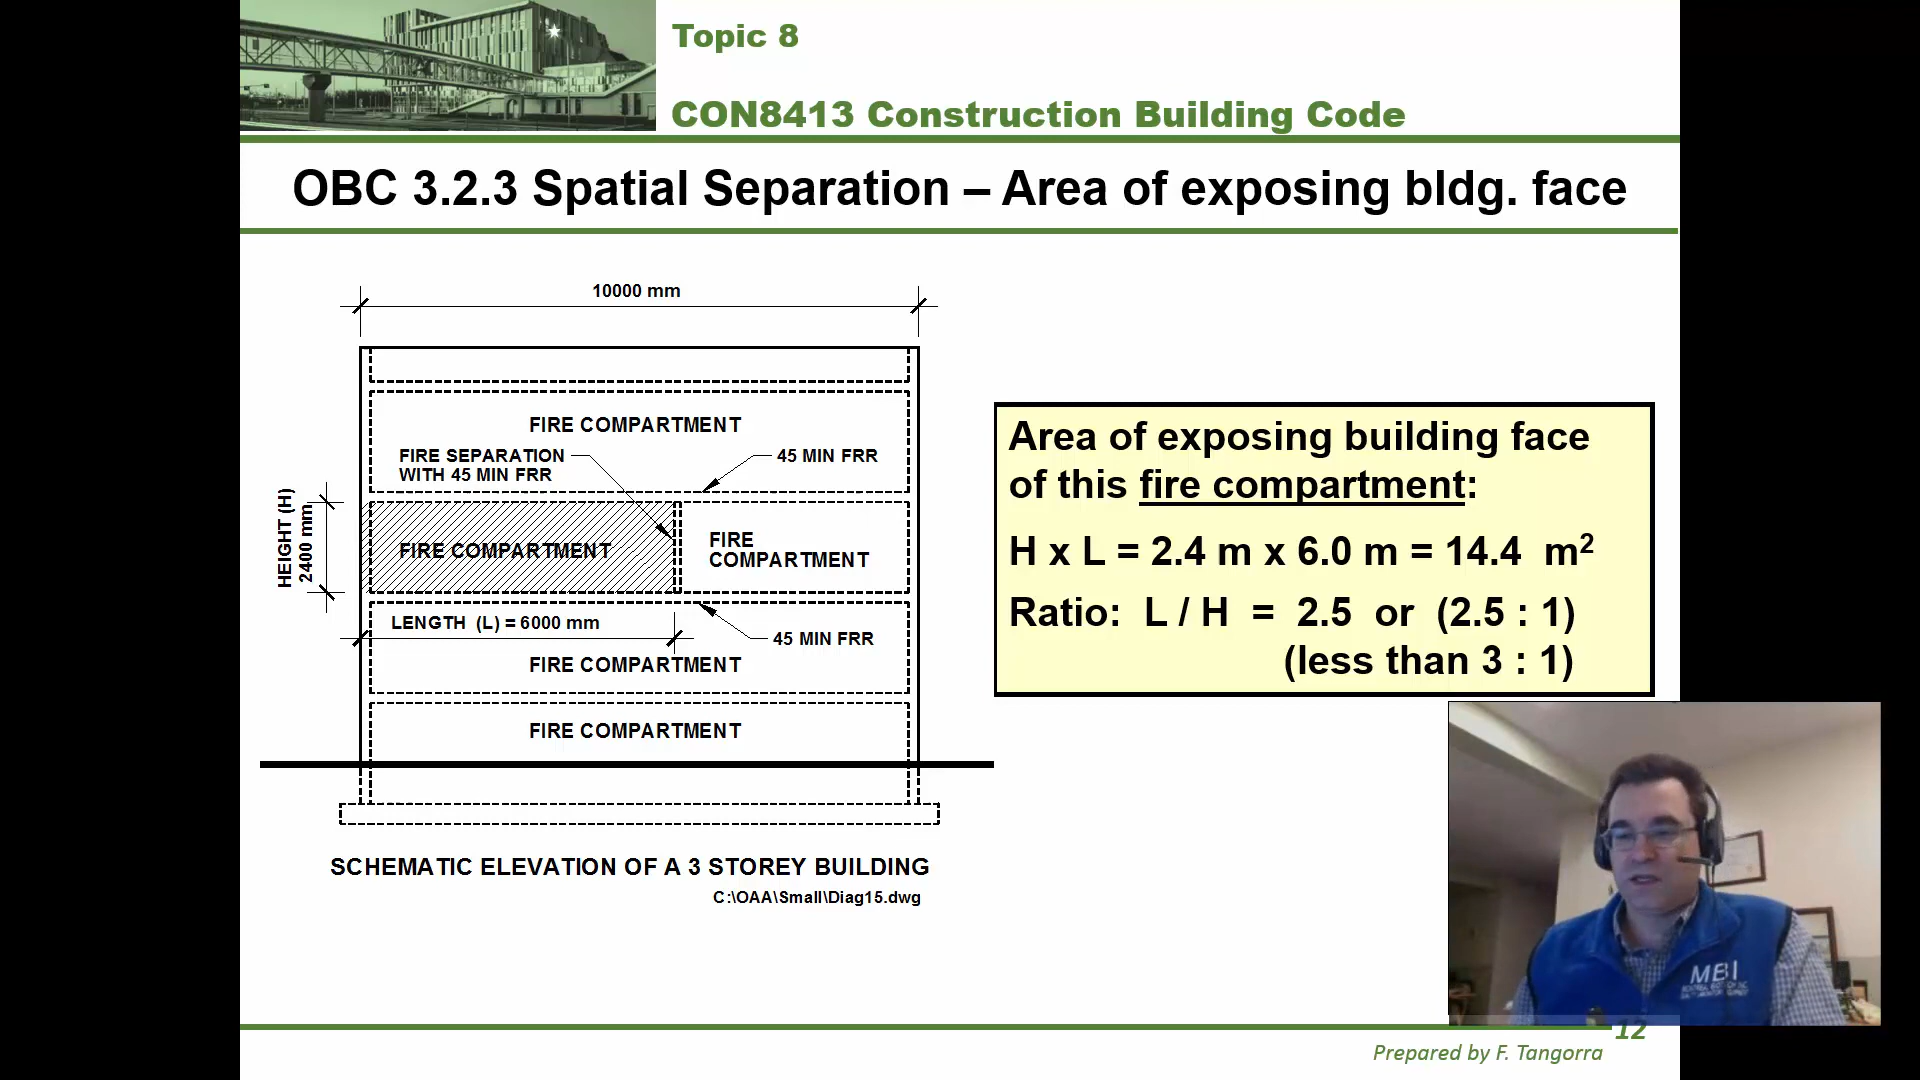 Topic 8
CON8413 Construction Building Code
OBC 3.2.3 Spatial Separation – Area of exposing bldg. face
10000 mm
FIRE COMPARTMENT
FIRE SEPARATION
WITH 45 MIN FRR
45 MIN FRR
HEIGHT (H)
2400 mm
FIRE COMPARTMENT
FIRE
COMPARTMENT
LENGTH (L) = 6000 mm
45 MIN FRR
FIRE COMPARTMENT
FIRE COMPARTMENT
SCHEMATIC ELEVATION OF A 3 STOREY BUILDING
C:\OAA\Small\Diag15.dwg
Area of exposing building face
of this fire compartment:
H x L = 2.4 m x 6.0 m = 14.4 m²
Ratio: L / H = 2.5 or (2.5 : 1)
(less than 3 : 1)
MBI
12
Prepared by F. Tangorra